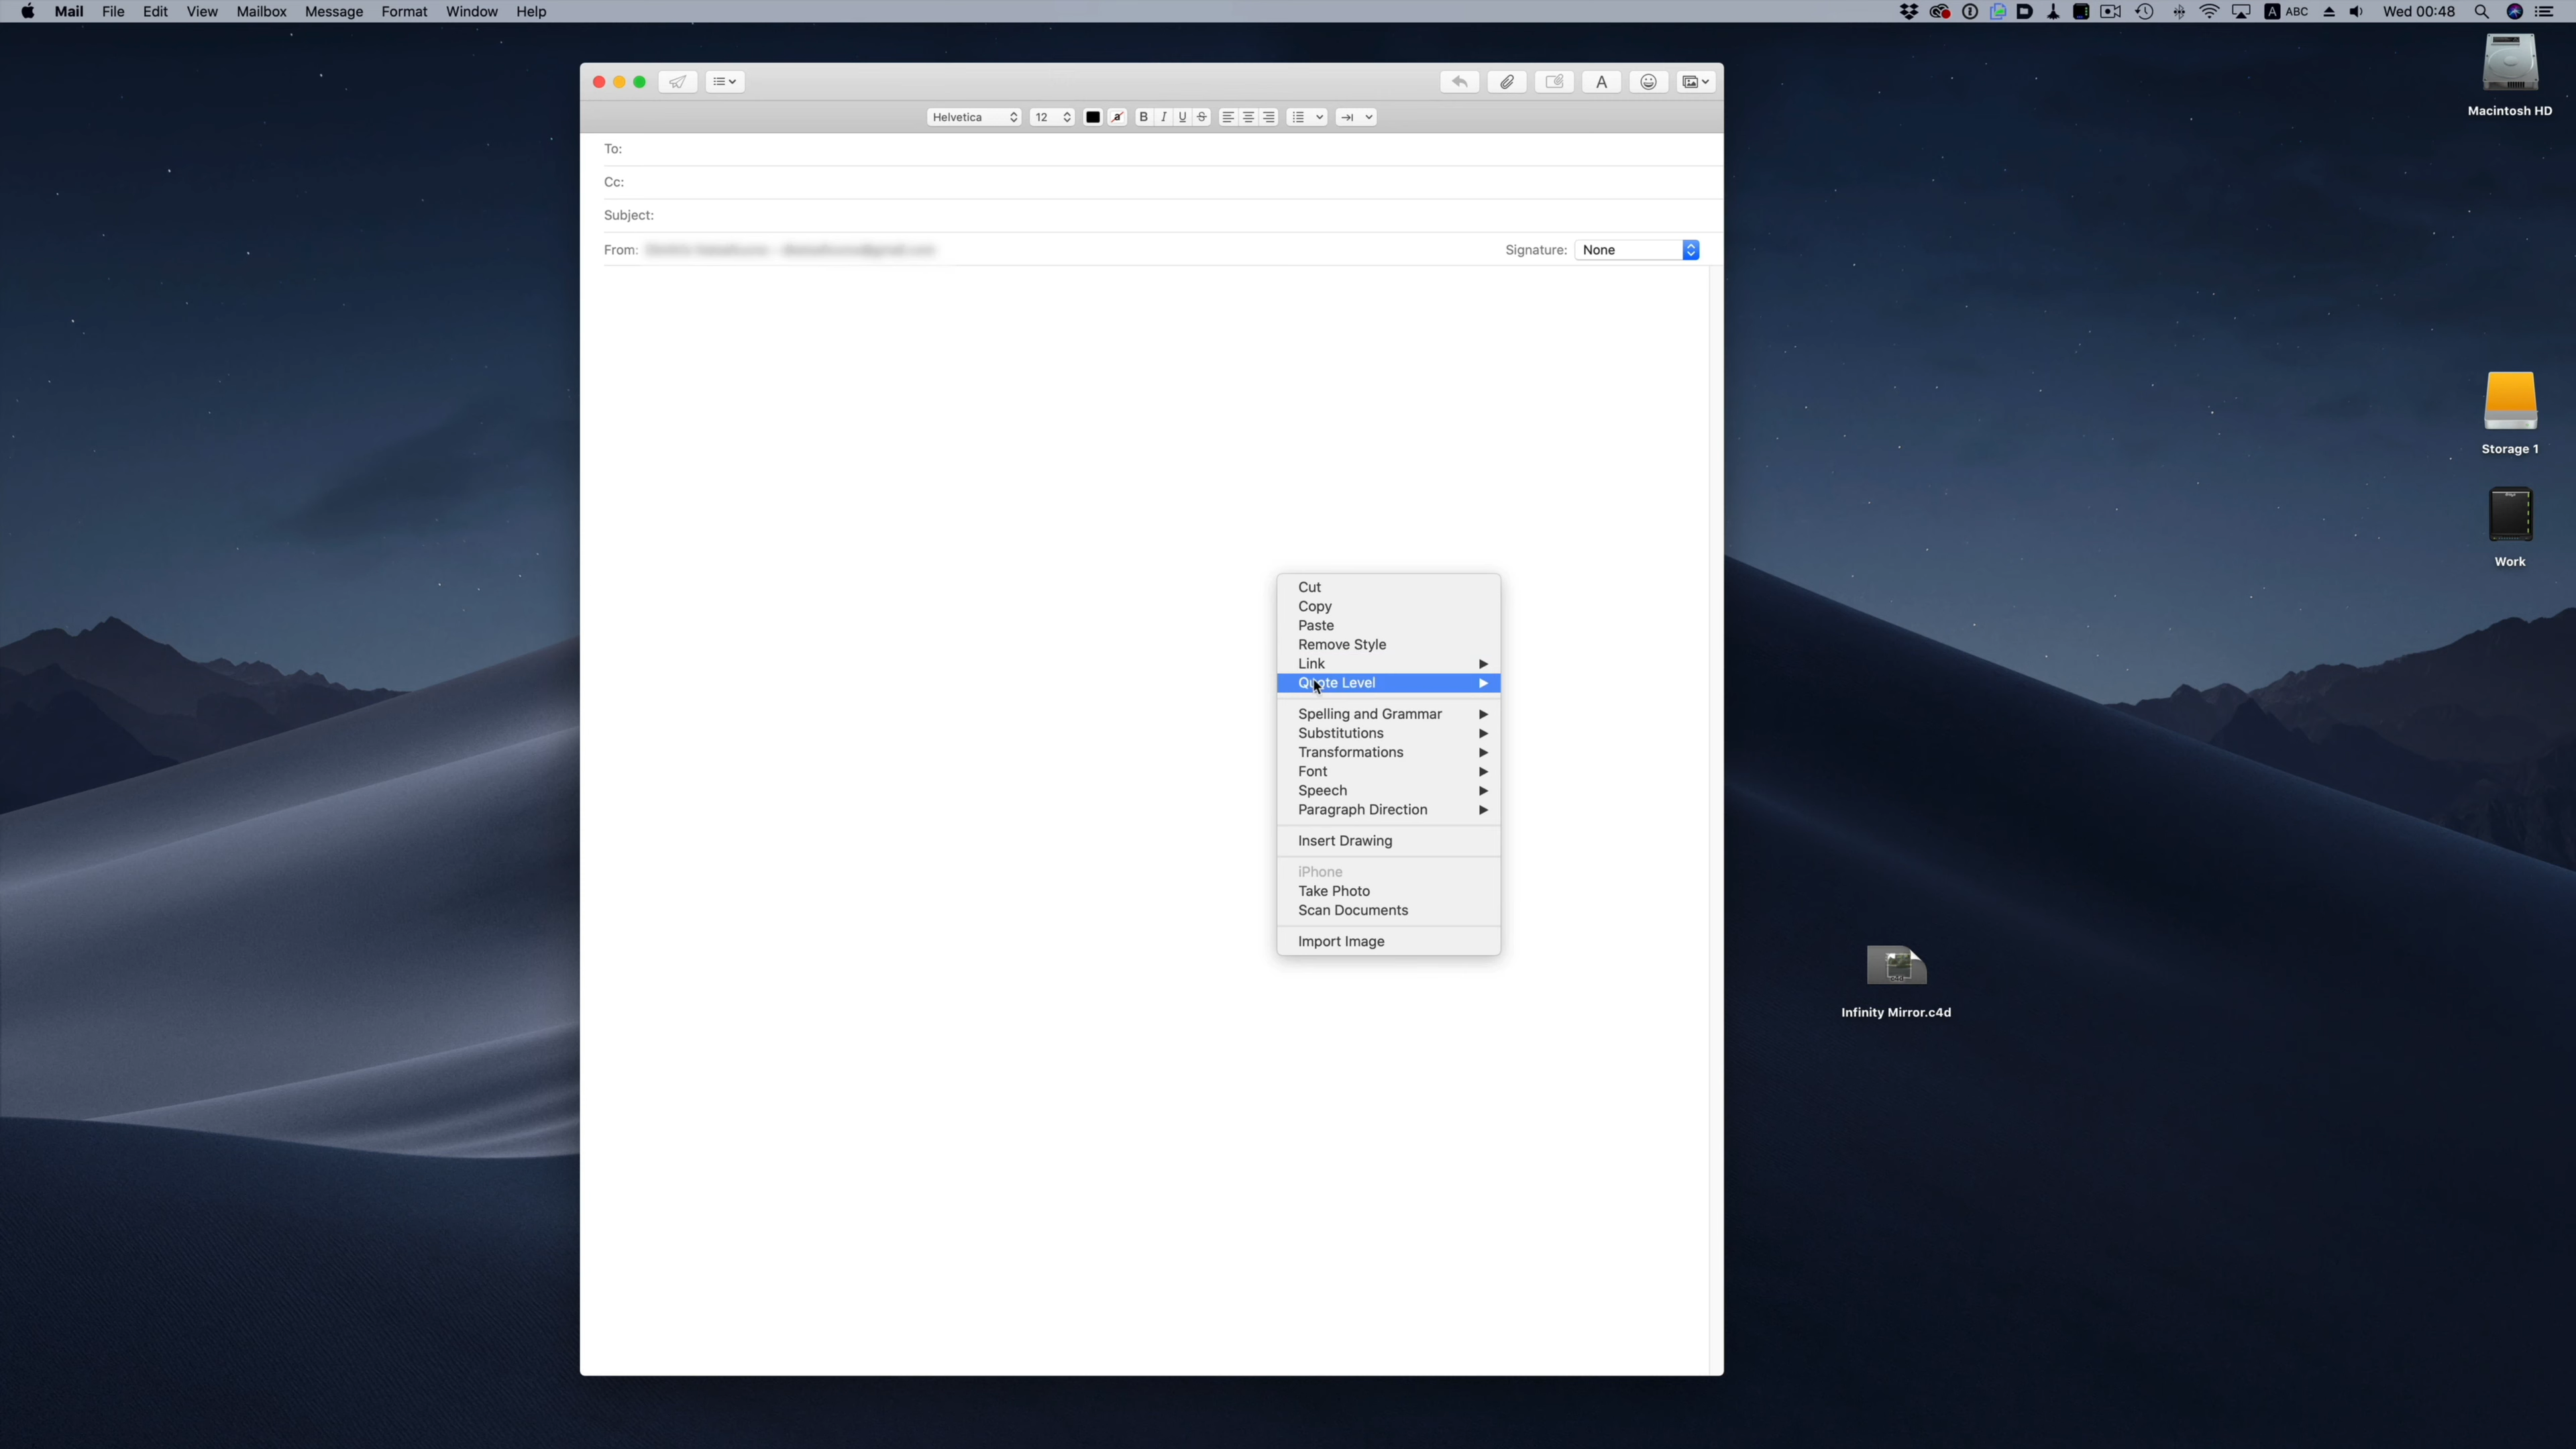 Mail File Edit View Mailbox Message Format Window Help
A ABC Wed 00:48
Macintosh HD
Helvetica 12 a B I U S
To:
Cc:
Subject:
From:
Signature: None
Storage 1
Work
Cut
Copy
Paste
Remove Style
Link
Quote Level
Spelling and Grammar
Substitutions
Transformations
Font
Speech
Paragraph Direction
Insert Drawing
iPhone
Take Photo
Scan Documents
Import Image
Infinity Mirror.c4d